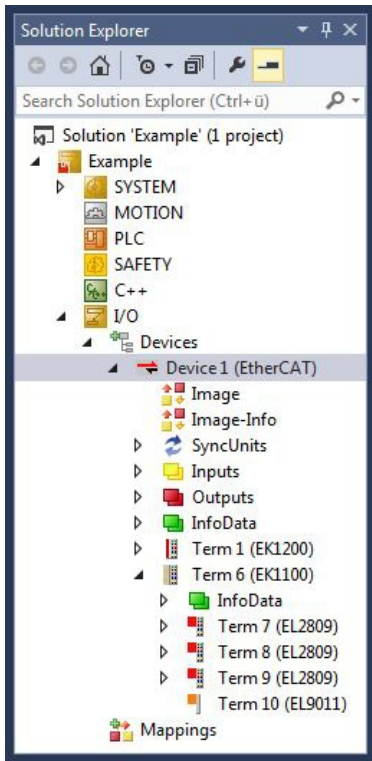 Solution Explorer
Search Solution Explorer (Ctrl+ü)
Solution 'Example' (1 project)
Example
SYSTEM
MOTION
PLC
SAFETY
C++
I/O
Devices
Device 1 (EtherCAT)
Image
Image-Info
SyncUnits
Inputs
Outputs
InfoData
Term 1 (EK1200)
Term 6 (EK1100)
InfoData
Term 7 (EL2809)
Term 8 (EL2809)
Term 9 (EL2809)
Term 10 (EL9011)
Mappings